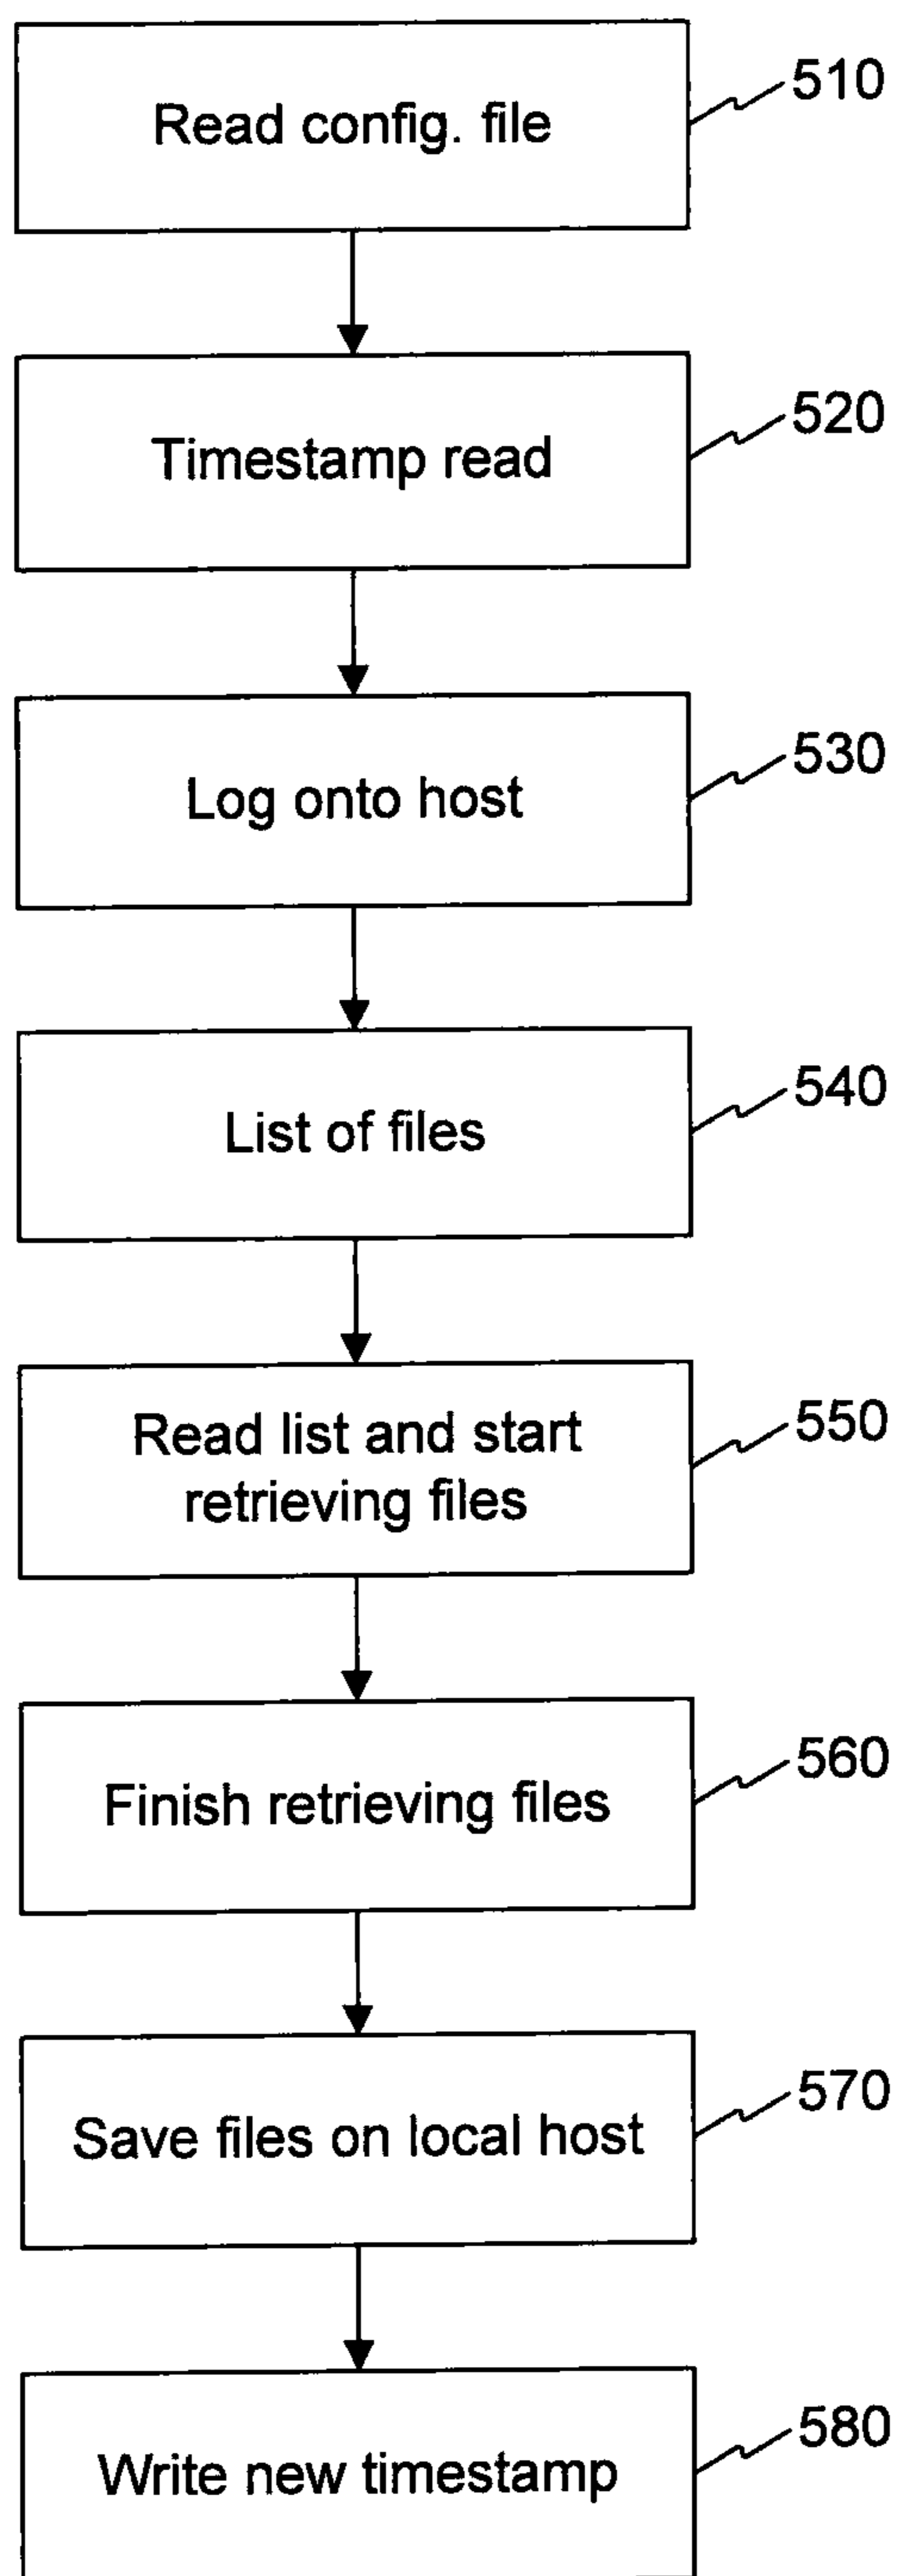 Read config. file
510
Timestamp read
520
Log onto host
530
List of files
540
Read list and start
retrieving files
550
Finish retrieving files
560
Save files on local host
570
Write new timestamp
580